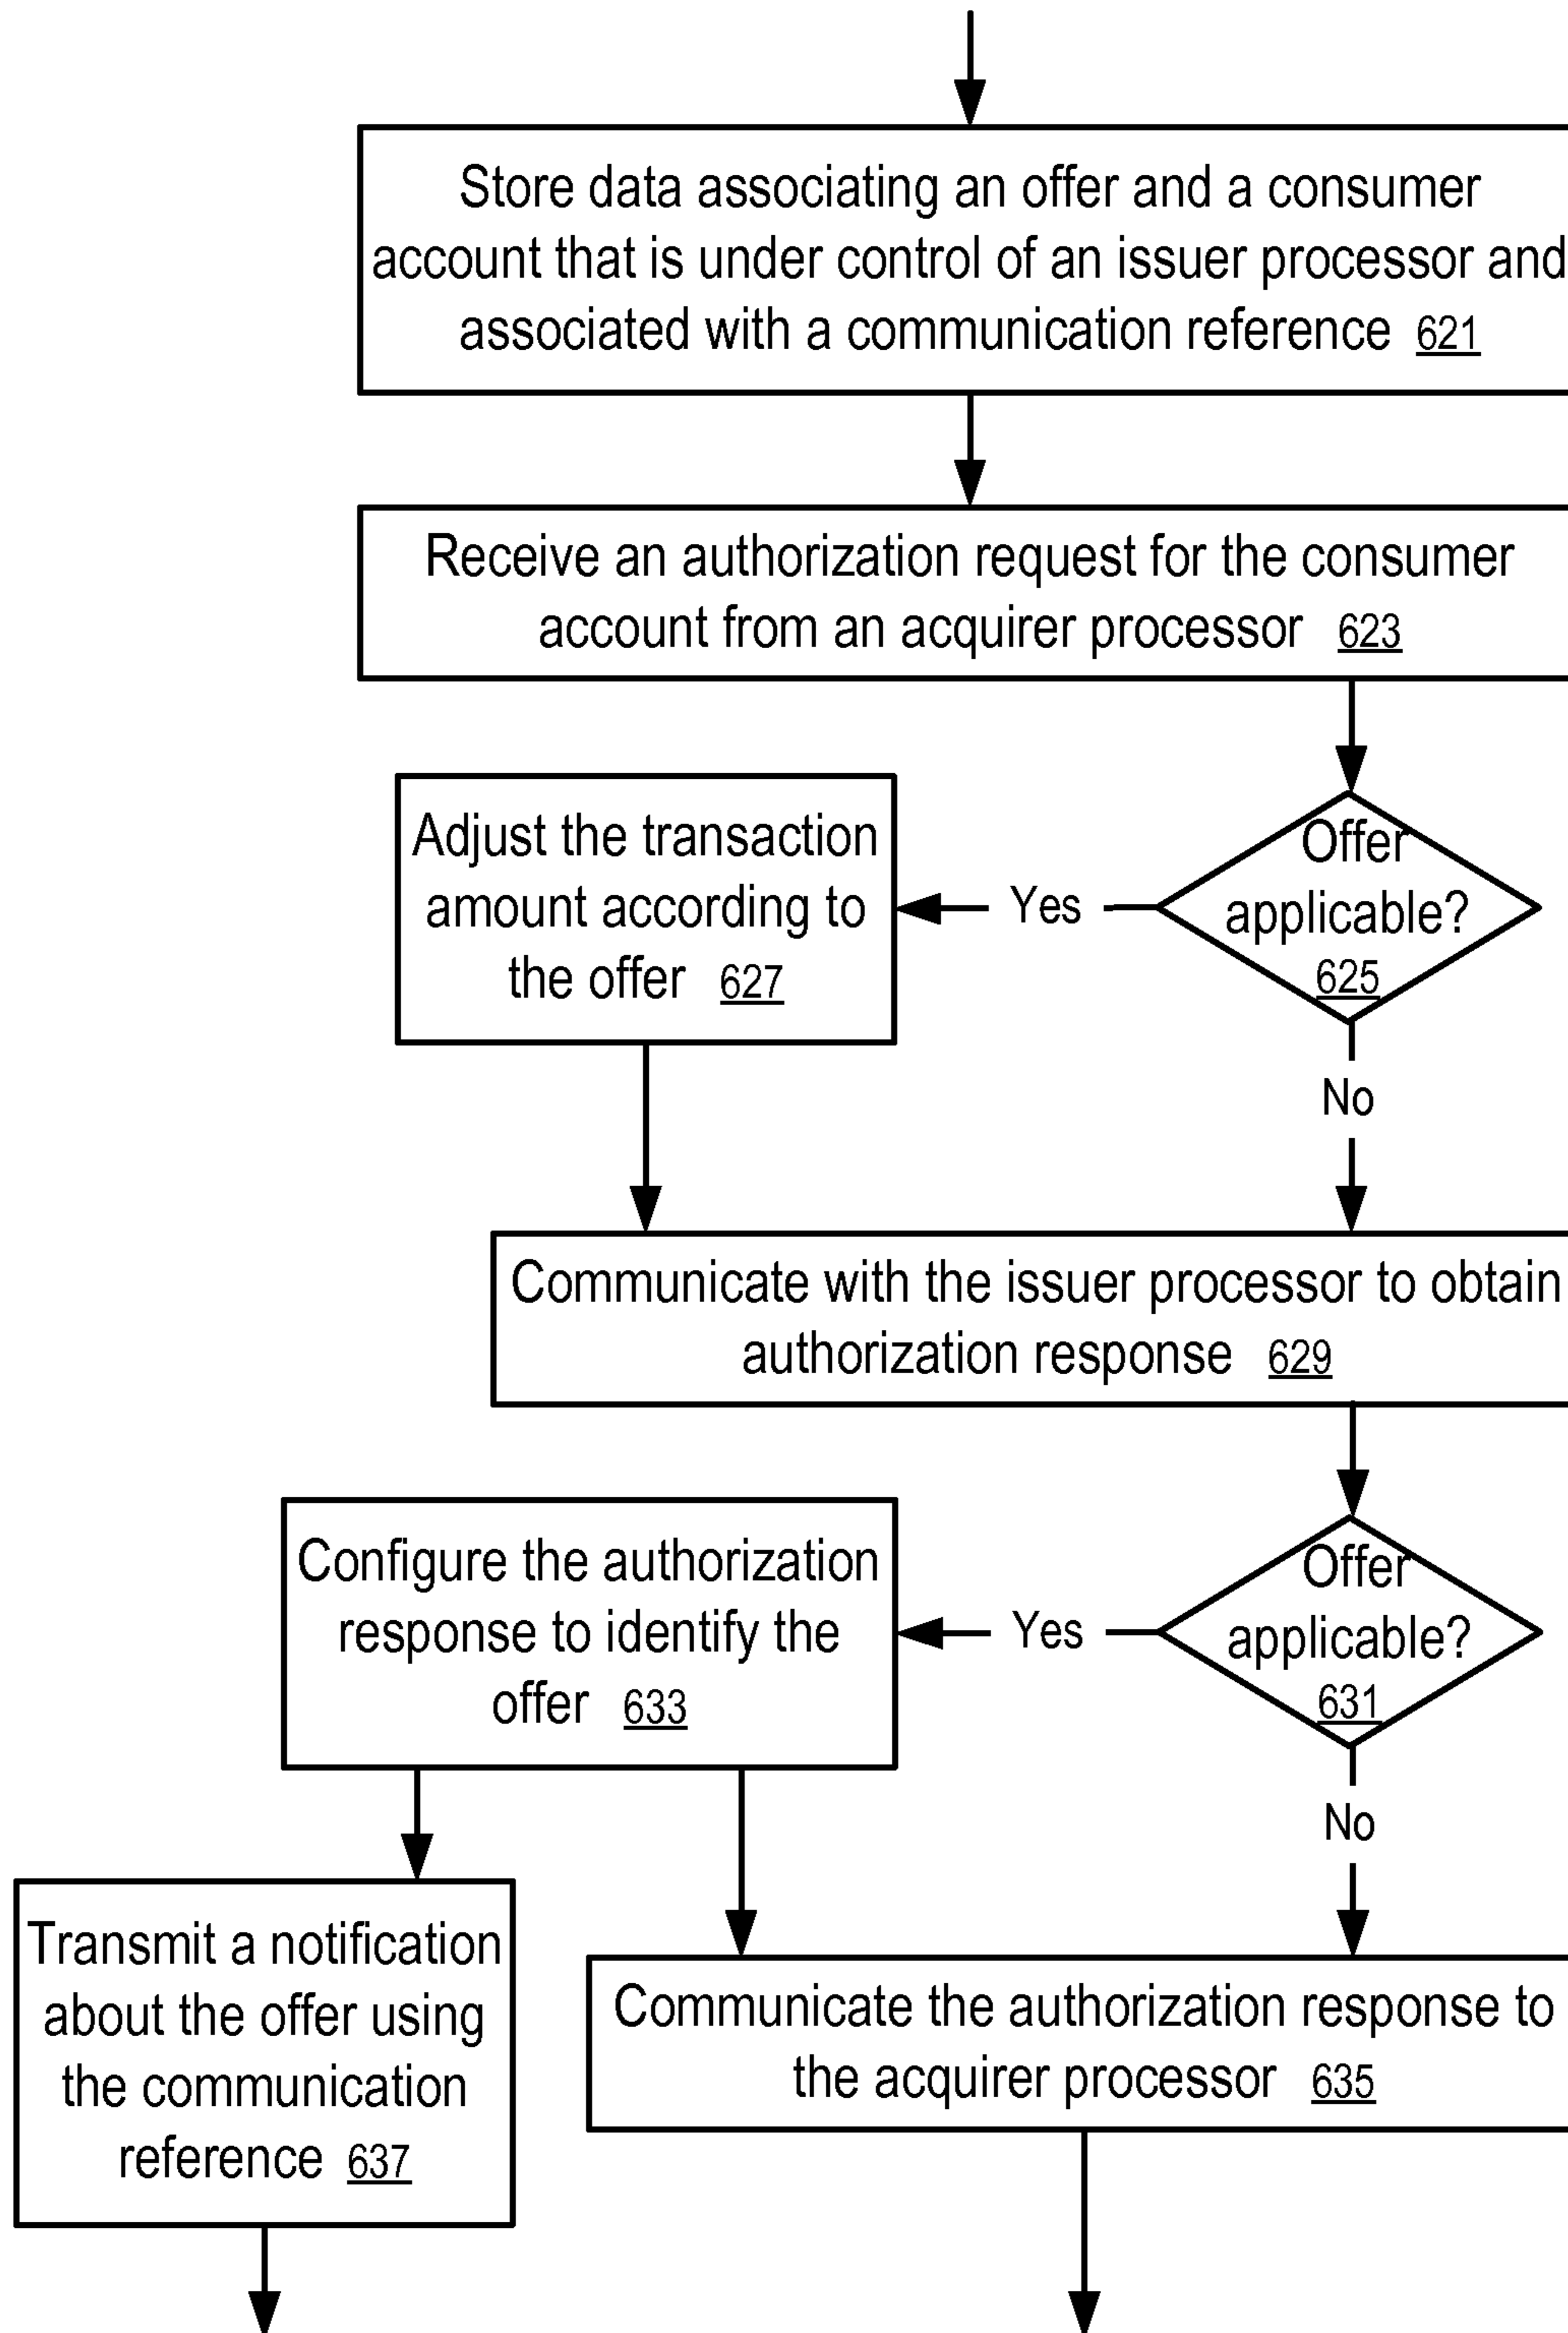 Store data associating an offer and a consumer
account that is under control of an issuer processor and
associated with a communication reference 621
Receive an authorization request for the consumer
account from an acquirer processor 623
Offer
applicable?
625
Yes
Adjust the transaction
amount according to
the offer 627
No
Communicate with the issuer processor to obtain
authorization response 629
Offer
applicable?
631
Yes
Configure the authorization
response to identify the
offer 633
No
Transmit a notification
about the offer using
the communication
reference 637
Communicate the authorization response to
the acquirer processor 635